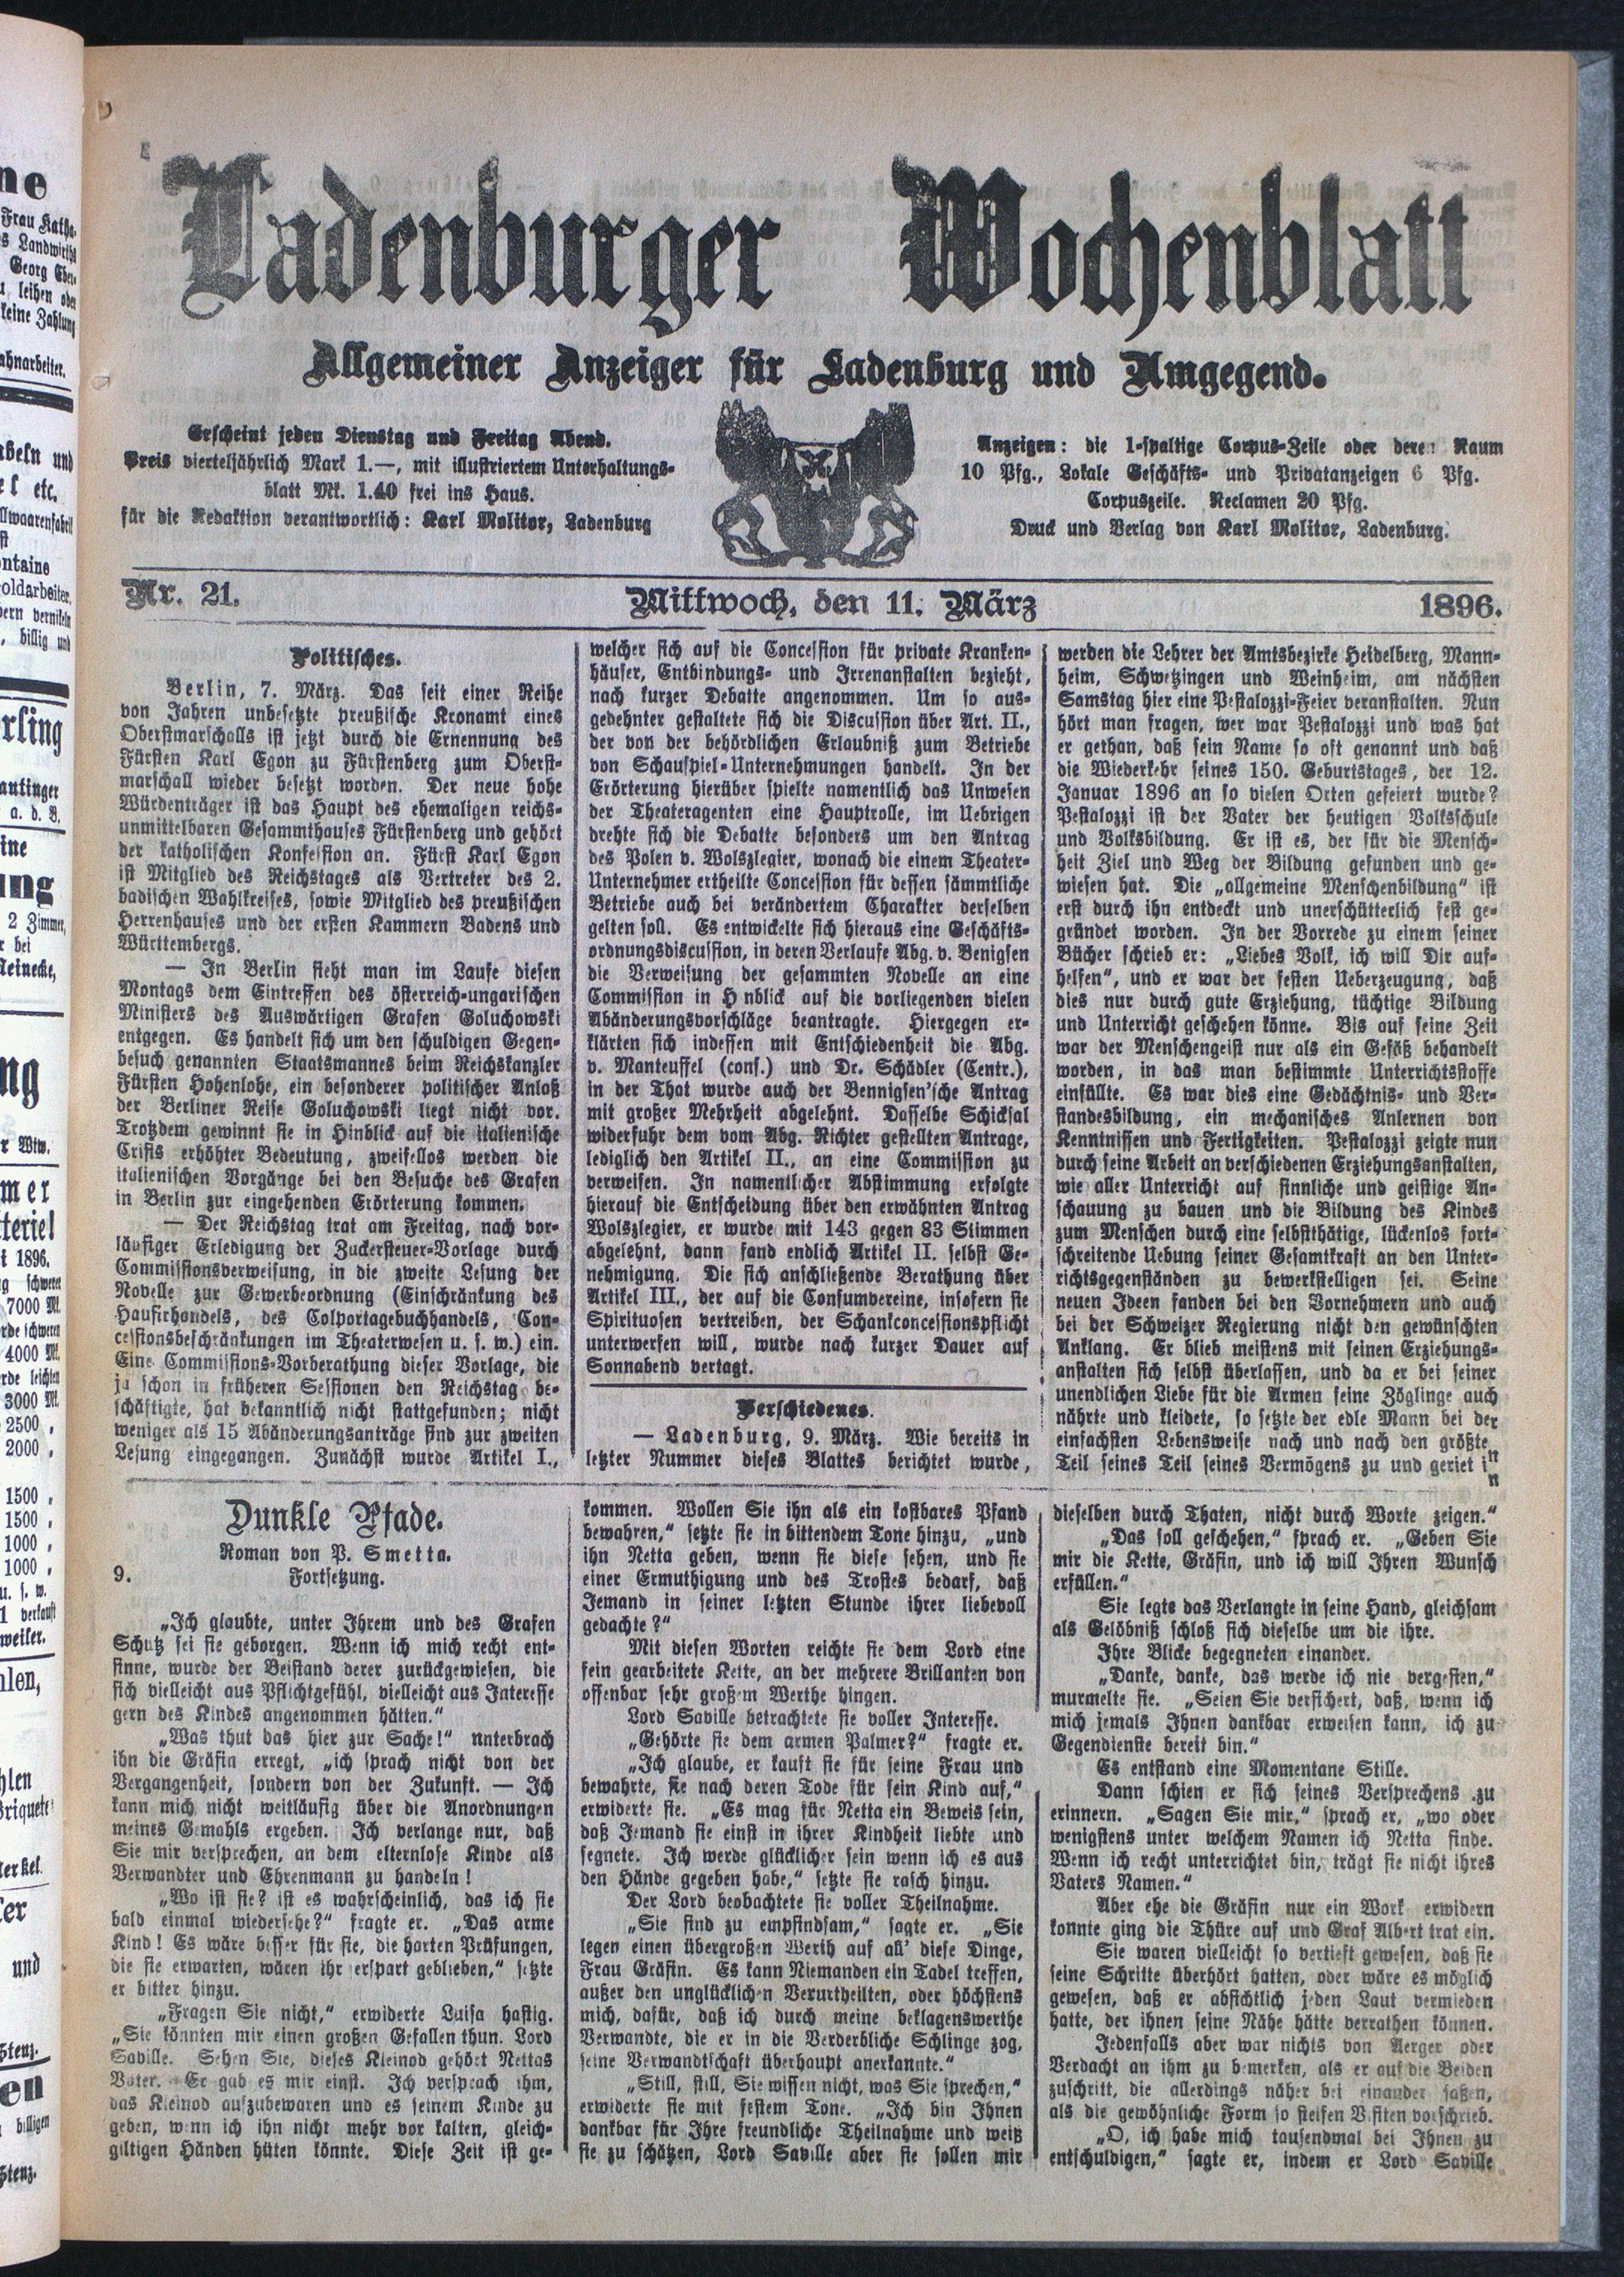 Ladenburger Wochenblatt
Allgemeiner Anzeiger für Ladenburg und Umgegend.
Erscheint jeden Dienstag und Freitag Abend.
Preis vierteljährlich Mark 1.—, mit illustriertem Unterhaltungs-
blatt Mk. 1.40 frei ins Haus.
für die Redaktion verantwortlich: Karl Molitor, Ladenburg
Anzeigen: die 1-spaltige Corpus-Zeile oder deren Raum
10 Pfg., Lokale Geschäfts- und Privatanzeigen 6 Pfg.
Corpuszeile. Reclamen 20 Pfg.
Druck und Verlag von Karl Molitor, Ladenburg.
Nr. 21. Mittwoch, den 11. März 1896.
Politisches.
Berlin, 7. März. Das seit einer Reihe
von Jahren unbesetzte preußische Kronamt eines
Oberstmarschalls ist jetzt durch die Ernennung des
Fürsten Karl Egon zu Fürstenberg zum Oberst-
marschall wieder besetzt worden. Der neue hohe
Würdenträger ist das Haupt des ehemaligen reichs-
unmittelbaren Gesammthauses Fürstenberg und gehört
der katholischen Konfession an. Fürst Karl Egon
ist Mitglied des Reichstages als Vertreter des 2.
badischen Wahlkreises, sowie Mitglied des preußischen
Herrenhauses und der ersten Kammern Badens und
Württembergs.
— In Berlin sieht man im Laufe diesen
Montags dem Eintreffen des österreich-ungarischen
Ministers des Auswärtigen Grafen Goluchowski
entgegen. Es handelt sich um den schuldigen Gegen-
besuch genannten Staatsmannes beim Reichskanzler
Fürsten Hohenlohe, ein besonderer politischer Anlaß
der Berliner Reise Goluchowski liegt nicht vor.
Trotzdem gewinnt sie in Hinblick auf die italienische
Crisis erhöhter Bedeutung, zweifellos werden die
italienischen Vorgänge bei den Besuche des Grafen
in Berlin zur eingehenden Erörterung kommen.
— Der Reichstag trat am Freitag, nach vor-
läufiger Erledigung der Zuckersteuer-Vorlage durch
Commissionsverweisung, in die zweite Lesung der
Novelle zur Gewerbeordnung (Einschränkung des
Hausirhandels, des Colportagebuchhandels, Con-
cessionsbeschränkungen im Theaterwesen u. s. w.) ein.
Eine Commissions-Vorberathung dieser Vorlage, die
ja schon in früheren Sessionen den Reichstag be-
schäftigte, hat bekanntlich nicht stattgefunden; nicht
weniger als 15 Abänderungsanträge sind zur zweiten
Lesung eingegangen. Zunächst wurde Artikel I.,
welcher sich auf die Concession für private Kranken-
häuser, Entbindungs- und Irrenanstalten bezieht,
nach kurzer Debatte angenommen. Um so aus-
gedehnter gestaltete sich die Discussion über Art. II.,
der von der behördlichen Erlaubniß zum Betriebe
von Schauspiel-Unternehmungen handelt. In der
Erörterung hierüber spielte namentlich das Unwesen
der Theateragenten eine Hauptrolle, im Uebrigen
drehte sich die Debatte besonders um den Antrag
des Polen v. Wolszlegier, wonach die einem Theater-
Unternehmer ertheilte Concession für dessen sämmtliche
Betriebe auch bei verändertem Charakter derselben
gelten soll. Es entwickelte sich hieraus eine Geschäfts-
ordnungsdiscussion, in deren Verlaufe Abg. v. Benigsen
die Verweisung der gesammten Novelle an eine
Commission in H nblick auf die vorliegenden vielen
Abänderungsvorschläge beantragte. Hiergegen er-
klärten sich indessen mit Entschiedenheit die Abg.
v. Manteuffel (cons.) und Dr. Schädler (Centr.),
in der That wurde auch der Bennigsen'sche Antrag
mit großer Mehrheit abgelehnt. Dasselbe Schicksal
widerfuhr dem vom Abg. Richter gestellten Antrage,
lediglich den Artikel II., an eine Commission zu
verweisen. In namentlicher Abstimmung erfolgte
hierauf die Entscheidung über den erwähnten Antrag
Wolszlegier, er wurde mit 143 gegen 83 Stimmen
abgelehnt, dann fand endlich Artikel II. selbst Ge-
nehmigung. Die sich anschließende Berathung über
Artikel III., der auf die Consumvereine, insofern sie
Spirituosen vertreiben, der Schankconcessionspflicht
unterwerfen will, wurde nach kurzer Dauer auf
Sonnabend vertagt.
Verschiedenes.
— Ladenburg, 9. März. Wie bereits in
letzter Nummer dieses Blattes berichtet wurde,
werden die Lehrer der Amtsbezirke Heidelberg, Mann-
heim, Schwetzingen und Weinheim, am nächsten
Samstag hier eine Pestalozzi-Feier veranstalten. Nun
hört man fragen, wer war Pestalozzi und was hat
er gethan, daß sein Name so oft genannt und daß
die Wiederkehr seines 150. Geburtstages, der 12.
Januar 1896 an so vielen Orten gefeiert wurde?
Pestalozzi ist der Vater der heutigen Volksschule
und Volksbildung. Er ist es, der für die Mensch-
heit Ziel und Weg der Bildung gefunden und ge-
wiesen hat. Die „allgemeine Menschenbildung“ ist
erst durch ihn entdeckt und unerschütterlich fest ge-
gründet worden. In der Vorrede zu einem seiner
Bücher schrieb er: „Liebes Volk, ich will Dir auf-
helfen“, und er war der festen Ueberzeugung, daß
dies nur durch gute Erziehung, tüchtige Bildung
und Unterricht geschehen könne. Bis auf seine Zeit
war der Menschengeist nur als ein Gefäß behandelt
worden, in das man bestimmte Unterrichtsstoffe
einfüllte. Es war dies eine Gedächtnis- und Ver-
standesbildung, ein mechanisches Anlernen von
Kenntnissen und Fertigkeiten. Pestalozzi zeigte nun
durch seine Arbeit an verschiedenen Erziehungsanstalten,
wie aller Unterricht auf sinnliche und geistige An-
schauung zu bauen und die Bildung des Kindes
zum Menschen durch eine selbstthätige, lückenlos fort-
schreitende Uebung seiner Gesamtkraft an den Unter-
richtsgegenständen zu bewerkstelligen sei. Seine
neuen Ideen fanden bei den Vornehmern und auch
bei der Schweizer Regierung nicht den gewünschten
Anklang. Er blieb meistens mit seinen Erziehungs-
anstalten sich selbst überlassen, und da er bei seiner
unendlichen Liebe für die Armen seine Zöglinge auch
nährte und kleidete, so setzte der edle Mann bei der
einfachsten Lebensweise nach und nach den größten
Teil seines Teil seines Vermögens zu und geriet in
Dunkle Pfade.
Roman von P. Smetta.
9. Fortsetzung.
„Ich glaubte, unter Ihrem und des Grafen
Schutz sei sie geborgen. Wenn ich mich recht ent-
sinne, wurde der Beistand derer zurückgewiesen, die
sich vielleicht aus Pflichtgefühl, vielleicht aus Interesse
gern des Kindes angenommen hätten.“
„Was thut das hier zur Sache!“ nnterbrach
ihn die Gräfin erregt, „ich sprach nicht von der
Vergangenheit, sondern von der Zukunft. — Ich
kann mich nicht weitläufig über die Anordnungen
meines Gemahls ergeben. Ich verlange nur, daß
Sie mir versprechen, an dem elternlose Kinde als
Verwandter und Ehrenmann zu handeln!
„Wo ist sie? ist es wahrscheinlich, das ich sie
bald einmal wiedersehe?“ fragte er. „Das arme
Kind! Es wäre besser für sie, die harten Prüfungen,
die sie erwarten, wären ihr erspart geblieben,“ setzte
er bitter hinzu.
„Fragen Sie nicht,“ erwiderte Luisa hastig.
„Sie könnten mir einen großen Gefallen thun. Lord
Saville. Sehen Sie, dieses Kleinod gehört Nettas
Vater. Er gab es mir einst. Ich versprach ihm,
das Kleinod aufzubewaren und es seinem Kinde zu
geben, wenn ich ihn nicht mehr vor kalten, gleich-
giltigen Händen hüten könnte. Diese Zeit ist ge-
kommen. Wollen Sie ihn als ein kostbares Pfand
bewahren,“ setzte sie in bittendem Tone hinzu, „und
ihn Netta geben, wenn sie diese sehen, und sie
einer Ermuthigung und des Trostes bedarf, daß
Jemand in seiner letzten Stunde ihrer liebevoll
gedachte?“
Mit diesen Worten reichte sie dem Lord eine
fein gearbeitete Kette, an der mehrere Brillanten von
offenbar sehr großem Werthe hingen.
Lord Saville betrachtete sie voller Interesse.
„Gehörte sie dem armen Palmer?“ fragte er.
„Ich glaube, er kauft sie für seine Frau und
bewahrte, sie nach deren Tode für sein Kind auf,“
erwiderte sie. „Es mag für Netta ein Beweis sein,
daß Jemand sie einst in ihrer Kindheit liebte und
segnete. Ich werde glücklicher sein wenn ich es aus
den Hände gegeben habe,“ setzte sie rasch hinzu.
Der Lord beobachtete sie voller Theilnahme.
„Sie sind zu empfindsam,“ sagte er. „Sie
legen einen übergroßen Werth auf all' diese Dinge,
Frau Gräfin. Es kann Niemanden ein Tadel treffen,
außer den unglücklichen Verurtheilten, oder höchstens
mich, dafür, daß ich durch meine beklagenswerthe
Verwandte, die er in die Verderbliche Schlinge zog,
seine Verwandtschaft überhaupt anerkannte.“
„Still, still, Sie wissen nicht, was Sie sprechen,“
erwiderte sie mit festem Tone. „Ich bin Ihnen
dankbar für Ihre freundliche Theilnahme und weiß
sie zu schätzen, Lord Saville aber sie sollen mir
dieselben durch Thaten, nicht durch Worte zeigen.“
„Das soll geschehen,“ sprach er. „Geben Sie
mir die Kette, Gräfin, und ich will Ihren Wunsch
erfüllen.“
Sie legte das Verlangte in seine Hand, gleichsam
als Gelöbniß schloß sich dieselbe um die ihre.
Ihre Blicke begegneten einander.
„Danke, danke, das werde ich nie vergessen,“
murmelte sie. „Seien Sie versichert, daß, wenn ich
mich jemals Ihnen dankbar erweisen kann, ich zu
Gegendienste bereit bin.“
Es entstand eine Momentane Stille.
Dann schien er sich seines Versprechens zu
erinnern. „Sagen Sie mir,“ sprach er, „wo oder
wenigstens unter welchem Namen ich Netta finde.
Wenn ich recht unterrichtet bin, trägt sie nicht ihres
Vaters Namen.“
Aber ehe die Gräfin nur ein Work erwidern
konnte ging die Thüre auf und Graf Albert trat ein.
Sie waren vielleicht so vertieft gewesen, daß sie
seine Schritte überhört hatten, oder wäre es möglich
gewesen, daß er absichtlich jeden Laut vermieden
hatte, der ihnen seine Nähe hätte verrathen können.
Jedenfalls aber war nichts von Aerger oder
Verdacht an ihm zu bemerken, als er auf die Beiden
zuschritt, die allerdings näher bei einander saßen,
als die gewöhnliche Form so steifen Visiten vorschrieb.
„O, ich habe mich tausendmal bei Ihnen zu
entschuldigen,“ sagte er, indem er Lord Saville